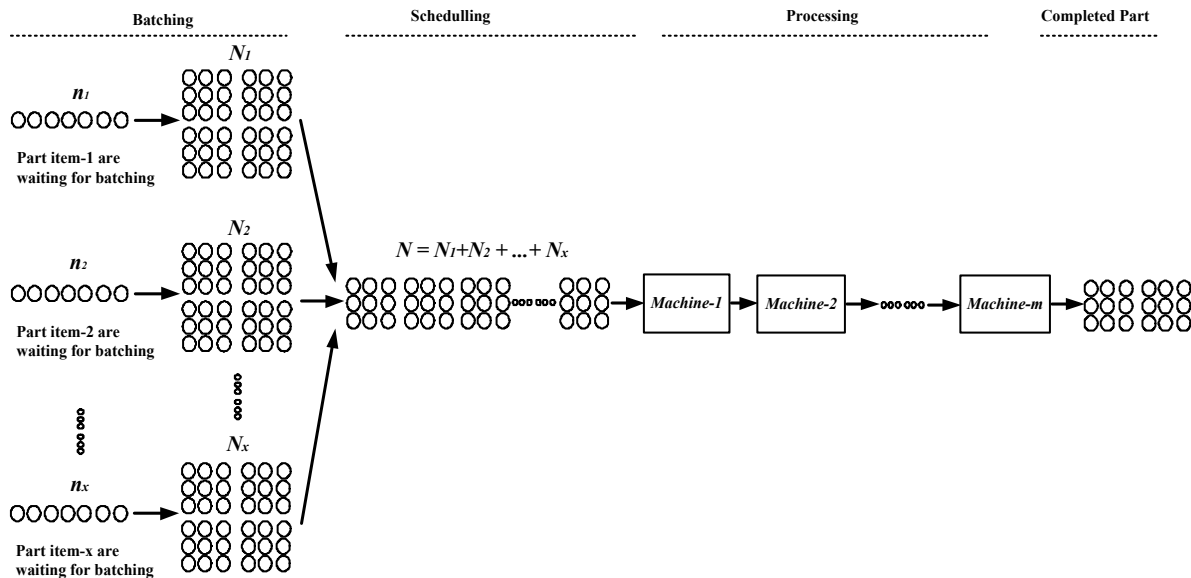 Batching
Schedulling
Processing
Completed Part
N1
n1
Part item-1 are
waiting for batching
N2
n2
N = N1+N2 + ...+ Nx
Machine-1
Machine-2
Machine-m
Part item-2 are
waiting for batching
Nx
nx
Part item-x are
waiting for batching